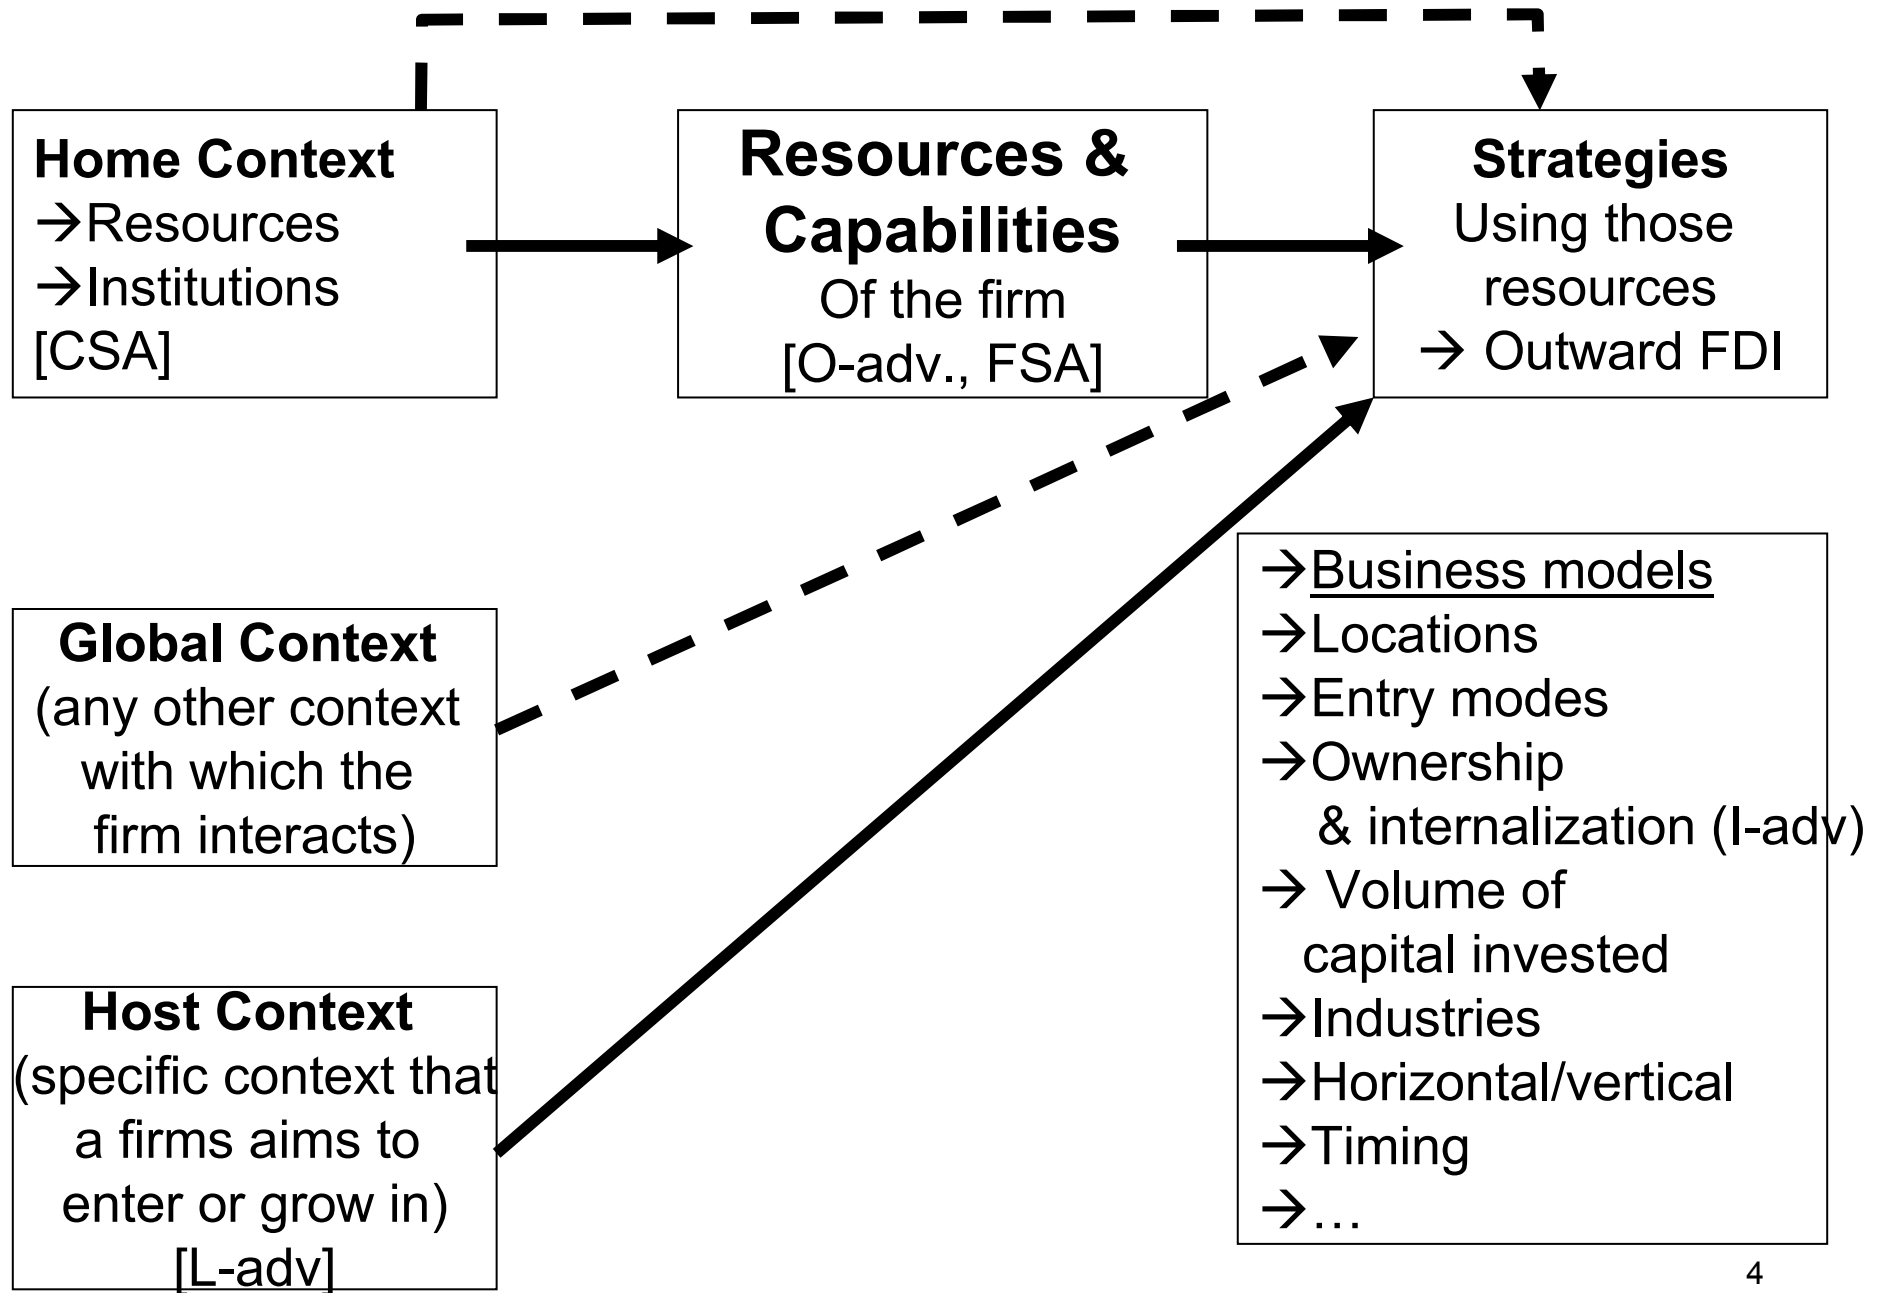 Home Context
→Resources
→Institutions
[CSA]
Resources &
Capabilities
Of the firm
[O-adv., FSA]
Strategies
Using those
resources
→ Outward FDI
Global Context
(any other context
with which the
firm interacts)
Host Context
(specific context that
a firms aims to
enter or grow in)
[L-adv]
→Business models
→Locations
→Entry modes
→Ownership
& internalization (I-adv)
→ Volume of
capital invested
→Industries
→Horizontal/vertical
→Timing
→…
4